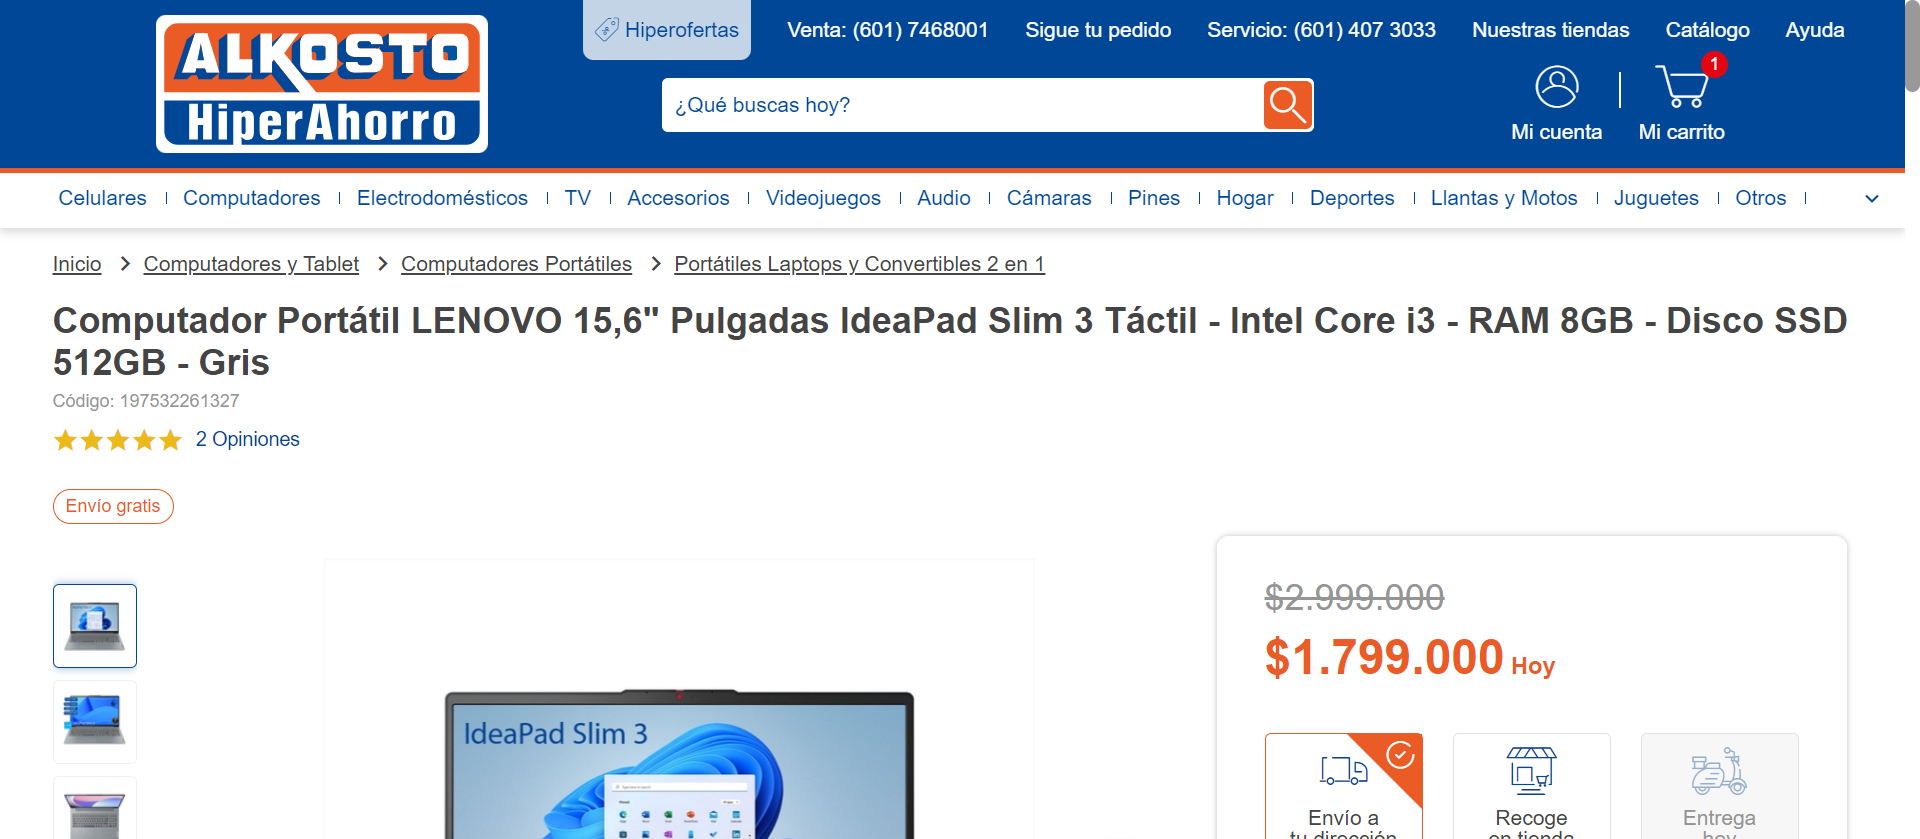 Hiperofertas
Venta: (601) 7468001
Sigue tu pedido
Servicio: (601) 407 3033
Nuestras tiendas
Catálogo
Ayuda
ALKOSTO
HiperAhorro
¿Qué buscas hoy?
Mi cuenta
1
Mi carrito
Celulares
Computadores
Electrodomésticos
TV
Accesorios
Videojuegos
Audio
Cámaras
Pines
Hogar
Deportes
Llantas y Motos
Juguetes
Otros
Inicio > Computadores y Tablet > Computadores Portátiles > Portátiles Laptops y Convertibles 2 en 1
Computador Portátil LENOVO 15,6" Pulgadas IdeaPad Slim 3 Táctil - Intel Core i3 - RAM 8GB - Disco SSD
512GB - Gris
Código: 197532261327
2 Opiniones
Envío gratis
IdeaPad Slim 3
$2.999.000
$1.799.000 Hoy
Envío a
tu dirección
Recoge
en tienda
Entrega
hoy